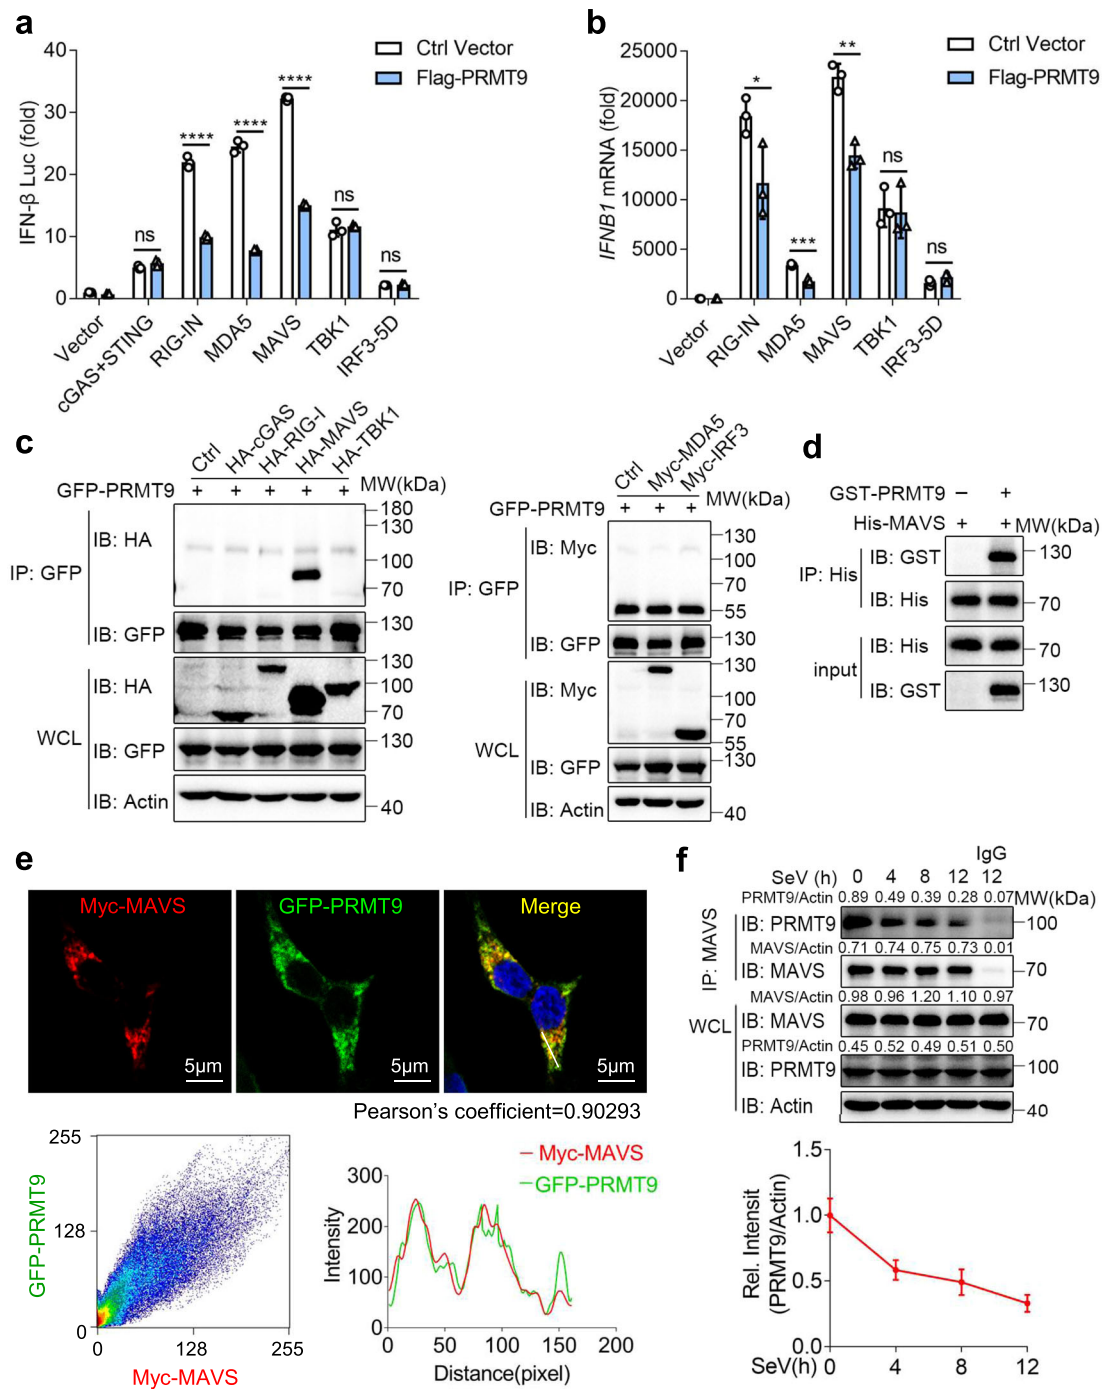 a
Ctrl Vector
Flag-PRMT9
IFN-β Luc (fold)
40
30
20
10
0
ns
****
****
****
ns
ns
Vector
cGAS+STING
RIG-IN
MDA5
MAVS
TBK1
IRF3-5D
b
Ctrl Vector
Flag-PRMT9
IFNB1 mRNA (fold)
25000
20000
15000
10000
5000
0
*
***
**
ns
ns
Vector
RIG-IN
MDA5
MAVS
TBK1
IRF3-5D
c
Ctrl
HA-cGAS
HA-RIG-I
HA-MAVS
HA-TBK1
MW(kDa)
GFP-PRMT9 + + + + +
IP: GFP
IB: HA
180
130
100
70
IB: GFP
130
WCL
IB: HA
130
100
70
IB: GFP
130
IB: Actin
40
Ctrl
Myc-MDA5
Myc-IRF3
MW(kDa)
GFP-PRMT9 + + +
IP: GFP
IB: Myc
130
100
70
55
IB: GFP
130
WCL
IB: Myc
130
100
70
55
IB: GFP
130
IB: Actin
40
d
GST-PRMT9 − +
His-MAVS + + MW(kDa)
IP: His
IB: GST
130
IB: His
70
input
IB: His
70
IB: GST
130
e
Myc-MAVS
5μm
GFP-PRMT9
5μm
Merge
5μm
Pearson's coefficient=0.90293
GFP-PRMT9
255
128
0
0 128 255
Myc-MAVS
Myc-MAVS
GFP-PRMT9
Intensity
300
200
100
0
0 50 100 150 200
Distance(pixel)
f
IgG
SeV (h) 0 4 8 12 12
PRMT9/Actin 0.89 0.49 0.39 0.28 0.07 MW(kDa)
IP: MAVS
IB: PRMT9
100
MAVS/Actin 0.71 0.74 0.75 0.73 0.01
IB: MAVS
70
WCL
MAVS/Actin 0.98 0.96 1.20 1.10 0.97
IB: MAVS
70
PRMT9/Actin 0.45 0.52 0.49 0.51 0.50
IB: PRMT9
100
IB: Actin
40
Rel. Intensit
(PRMT9/Actin)
1.5
1.0
0.5
0.0
SeV(h) 0 4 8 12